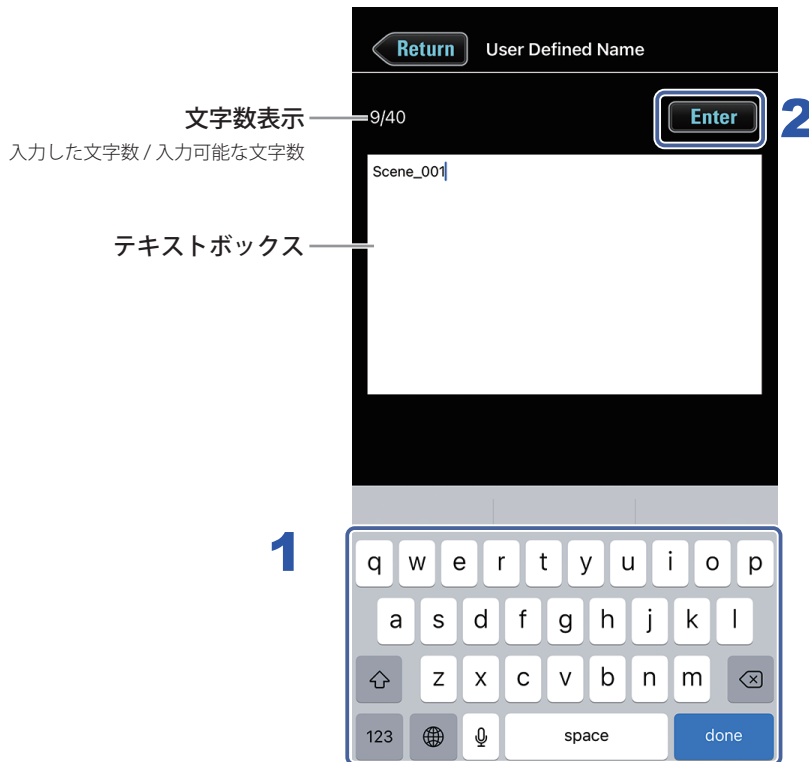 Return
User Defined Name
文字数表示
9/40
Enter
2
入力した文字数 / 入力可能な文字数
Scene_001
テキストボックス
1
q w e r t y u i o p
a s d f g h j k l
z x c v b n m
123 space done